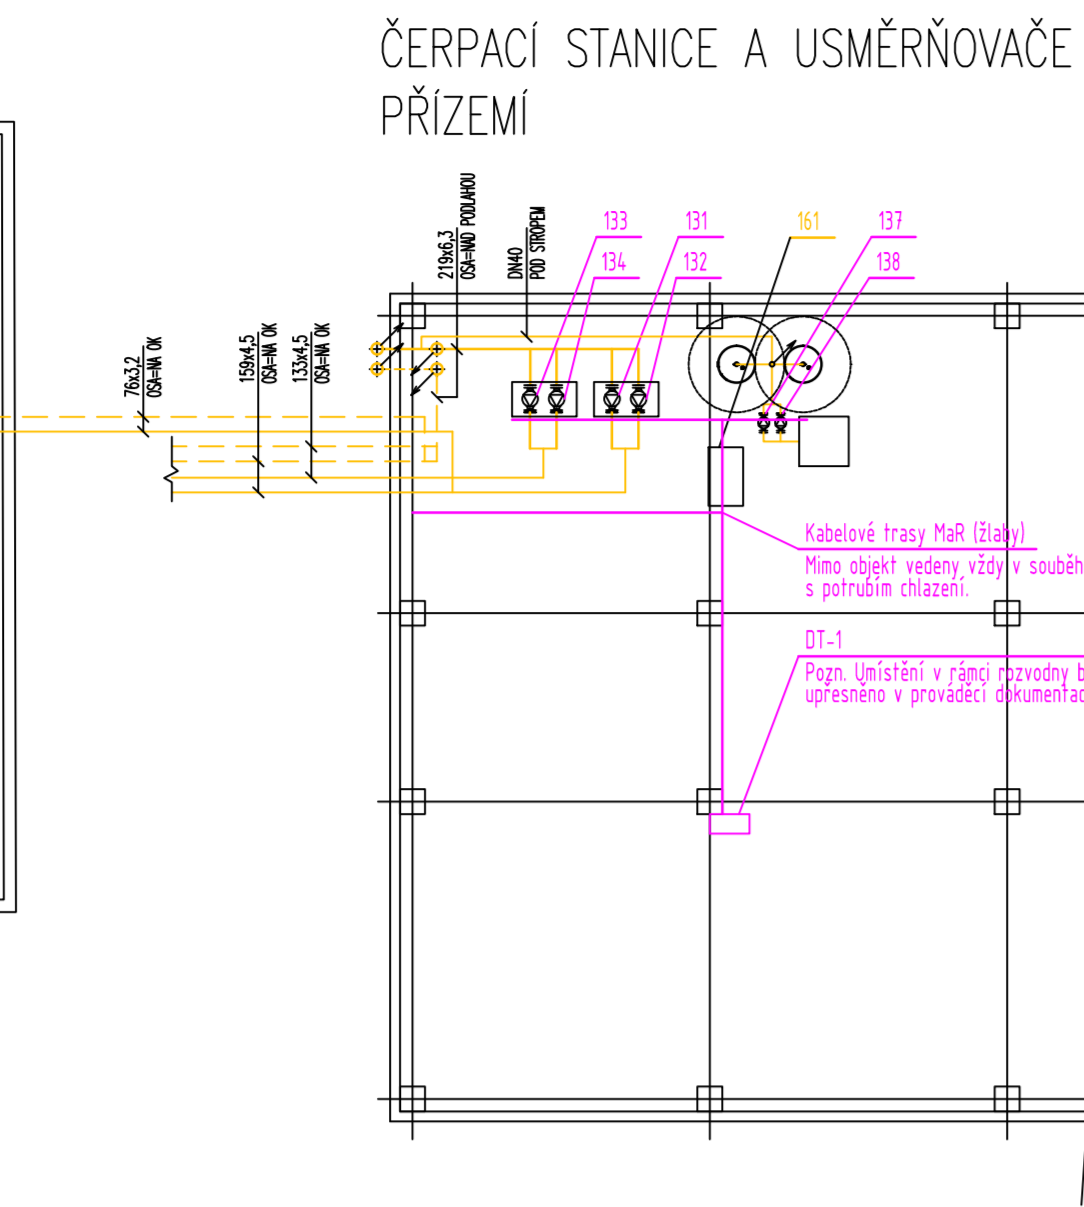 ČERPACÍ STANICE A USMĚRŇOVAČE
PŘÍZEMÍ
219x6,3
OSA=NAD PODLAHOU
DN40
POD STROPEM
133
131
161
137
134
132
138
76x3,2
OSA=NA OK
159x4,5
OSA=NA OK
133x4,5
OSA=NA OK
Kabelové trasy MaR (žlaby)
Mimo objekt vedeny vždy v souběh
s potrubím chlazení.
DT-1
Pozn. Umístění v rámci rozvodny b
upřesněno v prováděcí dokumentac